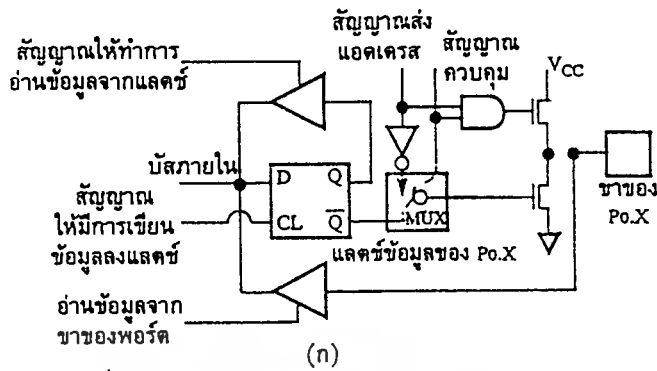 สัญญาณส่ง
แอดเดรส
สัญญาณ
ควบคุม
สัญญาณให้ทำการ
อ่านข้อมูลจากแลตช์
VCC
บัสภายใน
D Q
CL Q
MUX
สัญญาณ
ให้มีการเขียน
ข้อมูลลงแลตช์
แลตช์ข้อมูลของ Po.X
ขาของ
Po.X
อ่านข้อมูลจาก
ขาของพอร์ต
(ก)